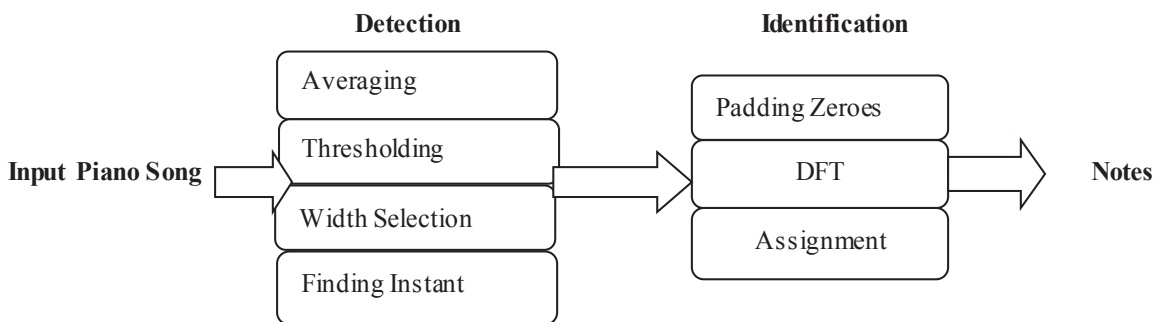 Detection
Identification
Averaging
Thresholding
Width Selection
Finding Instant
Input Piano Song
Padding Zeroes
DFT
Assignment
Notes